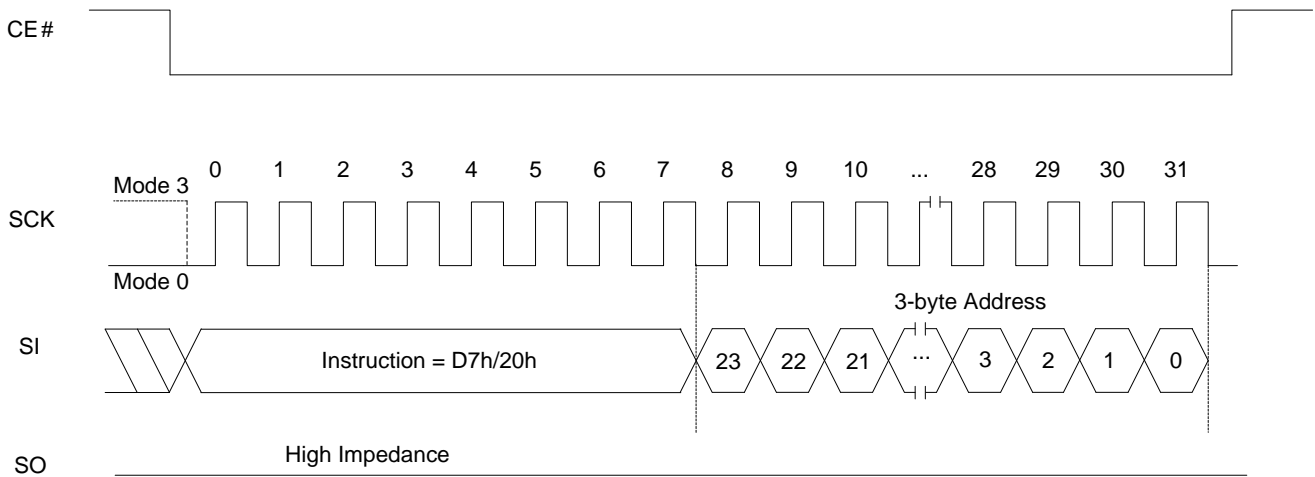 CE#
0 1 2 3 4 5 6 7 8 9 10 ... 28 29 30 31
Mode 3
SCK
Mode 0
3-byte Address
SI
Instruction = D7h/20h 23 22 21 ... 3 2 1 0
High Impedance
SO